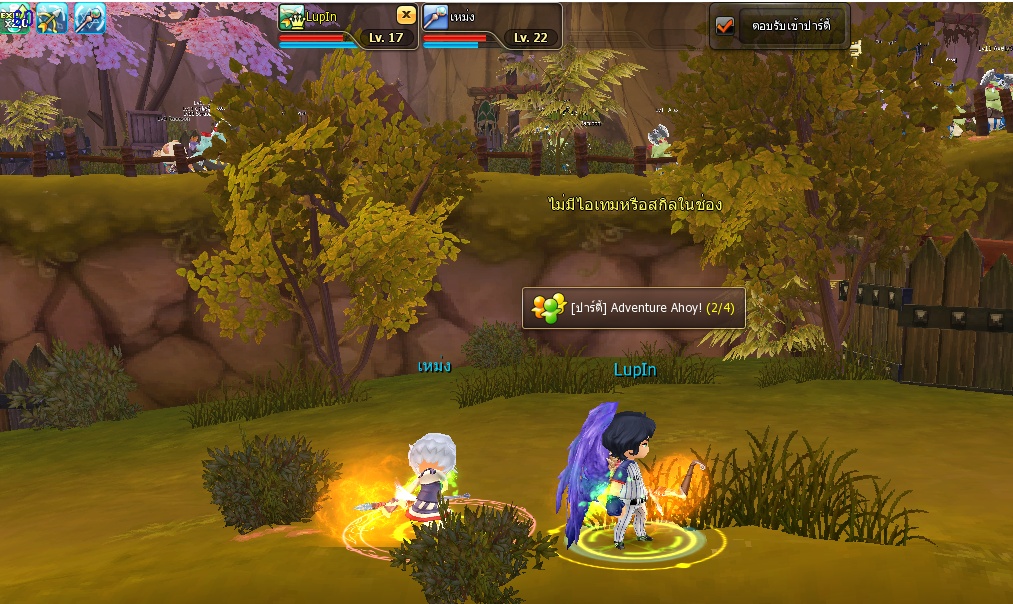 EXP
x20
LupIn
Lv. 17
เหม่ง
Lv. 22
ตอบรับเข้าปาร์ตี้
ไม่มีไอเทมหรือสกิลในช่อง
[ปาร์ตี้] Adventure Ahoy! (2/4)
เหม่ง
LupIn